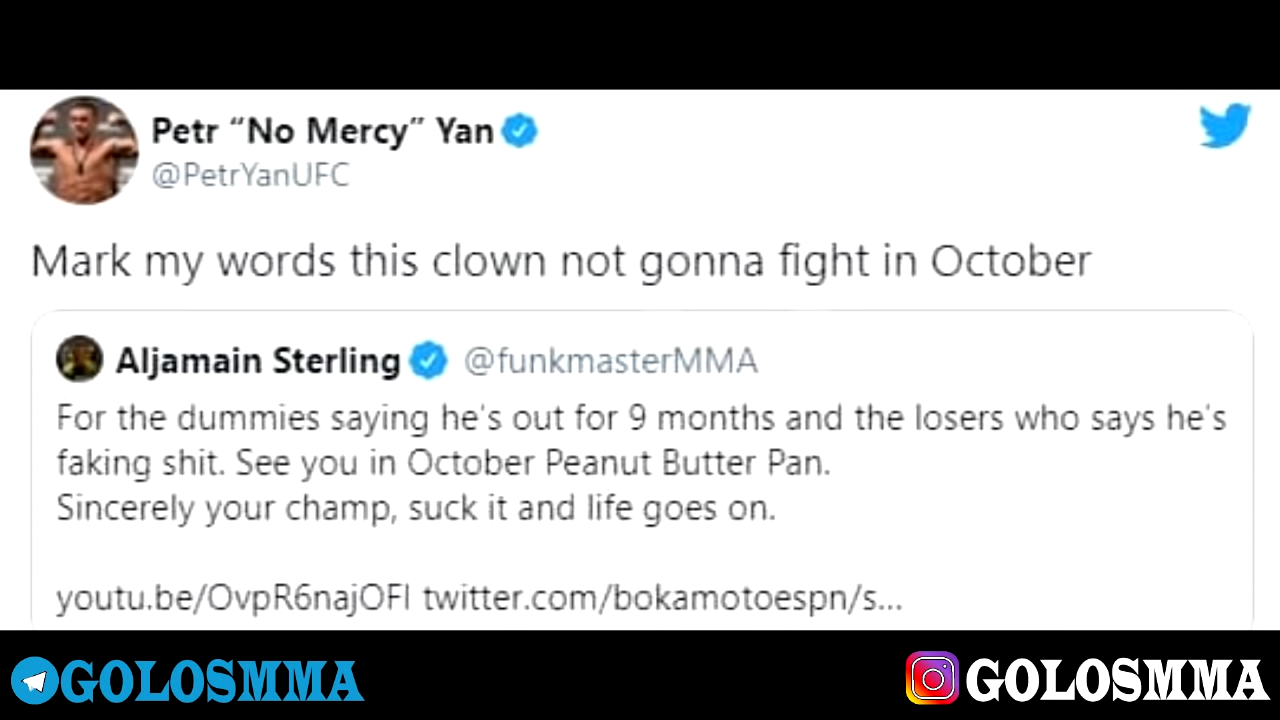 Petr “No Mercy” Yan
@PetrYanUFC
Mark my words this clown not gonna fight in October
Aljamain Sterling @funkmasterMMA
For the dummies saying he's out for 9 months and the losers who says he's
faking shit. See you in October Peanut Butter Pan.
Sincerely your champ, suck it and life goes on.
youtu.be/OvpR6najOFI twitter.com/bokamotoespn/s...
GOLOSMMA
GOLOSMMA